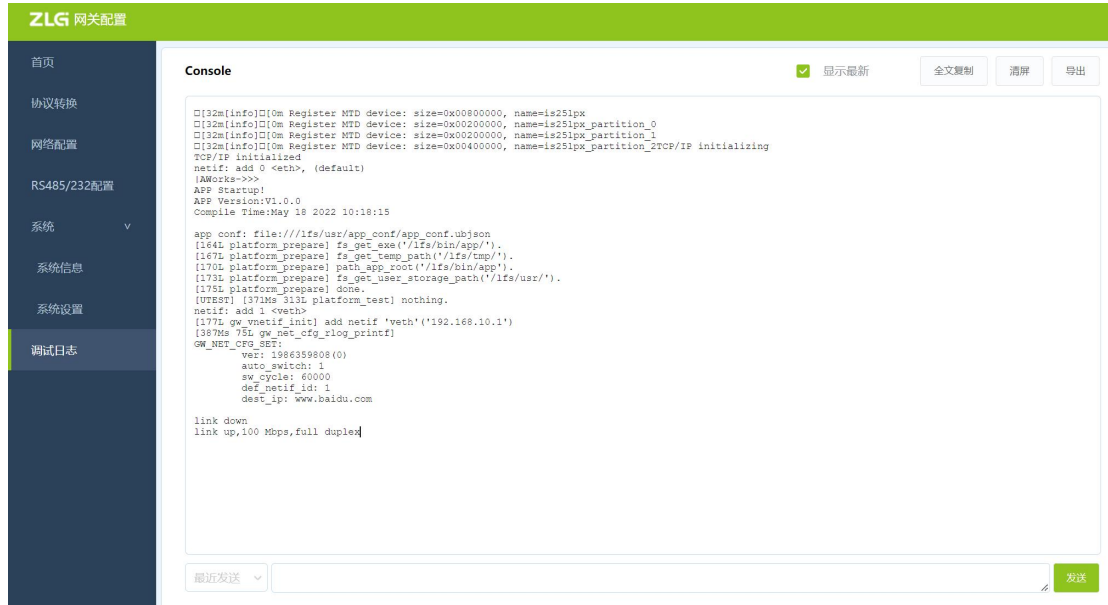 ZLG 网关配置
首页
协议转换
网络配置
RS485/232配置
系统
系统信息
系统设置
调试日志
Console
显示最新
全文复制
清屏
导出
□[32m[info]□[0m Register MTD device: size=0x00800000, name=is25lpx
□[32m[info]□[0m Register MTD device: size=0x00200000, name=is25lpx_partition_0
□[32m[info]□[0m Register MTD device: size=0x00200000, name=is25lpx_partition_1
□[32m[info]□[0m Register MTD device: size=0x00400000, name=is25lpx_partition_2TCP/IP initializing
TCP/IP initialized
netif: add 0 <eth>, (default)
|AWorks->>>
APP Startup!
APP Version:V1.0.0
Compile Time:May 18 2022 10:18:15
app conf: file:///lfs/usr/app_conf/app_conf.ubjson
[164L platform_prepare] fs_get_exe('/lfs/bin/app/').
[167L platform_prepare] fs_get_temp_path('/lfs/tmp/').
[170L platform_prepare] path_app_root('/lfs/bin/app').
[173L platform_prepare] fs_get_user_storage_path('/lfs/usr/').
[175L platform_prepare] done.
[UTEST] [371Ms 313L platform_test] nothing.
netif: add 1 <veth>
[177L gw_vnetif_init] add netif 'veth'('192.168.10.1')
[387Ms 75L gw_net_cfg_rlog_printf]
GW_NET_CFG_SET:
ver: 1986359808(0)
auto_switch: 1
sw_cycle: 60000
def_netif_id: 1
dest_ip: www.baidu.com
link down
link up,100 Mbps,full duplex
最近发送
发送